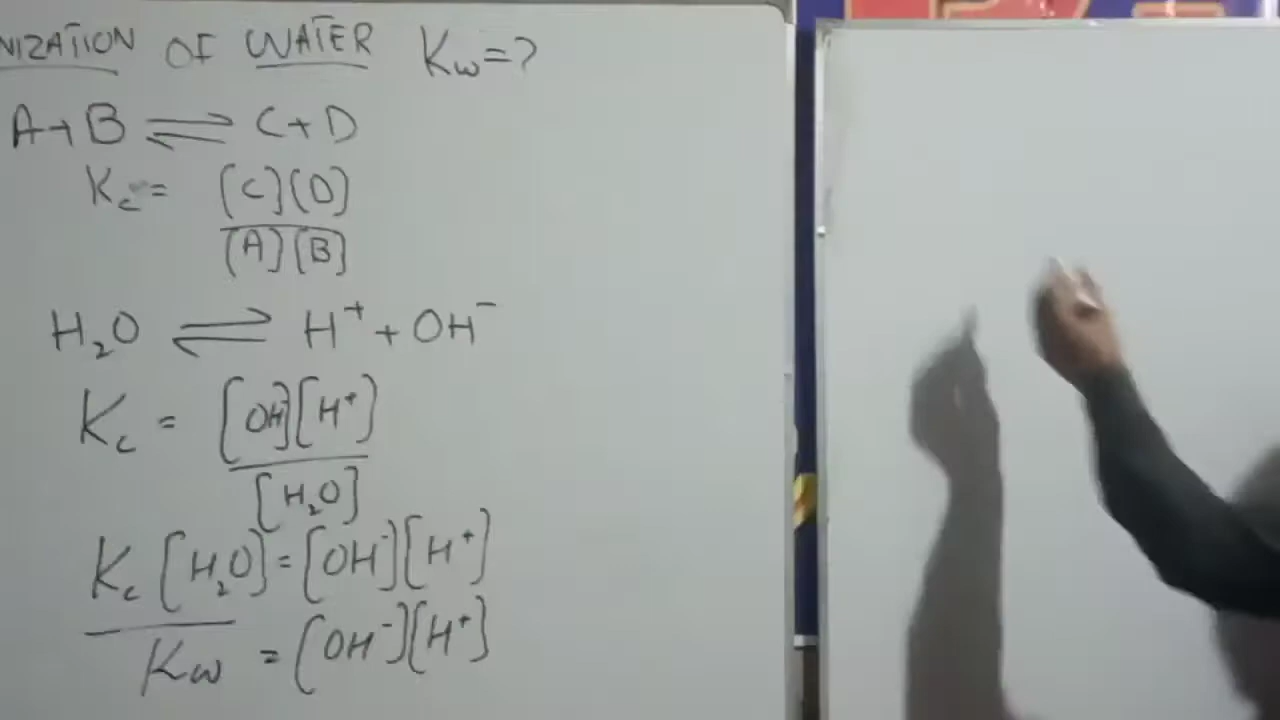 NIZATION OF WATER Kw=?
A+B ⇌ C+D
Kc = [C][D]
[A][B]
H₂O ⇌ H⁺ + OH⁻
Kc = [OH⁻][H⁺]
[H₂O]
Kc [H₂O] = [OH⁻][H⁺]
Kw = [OH⁻][H⁺]